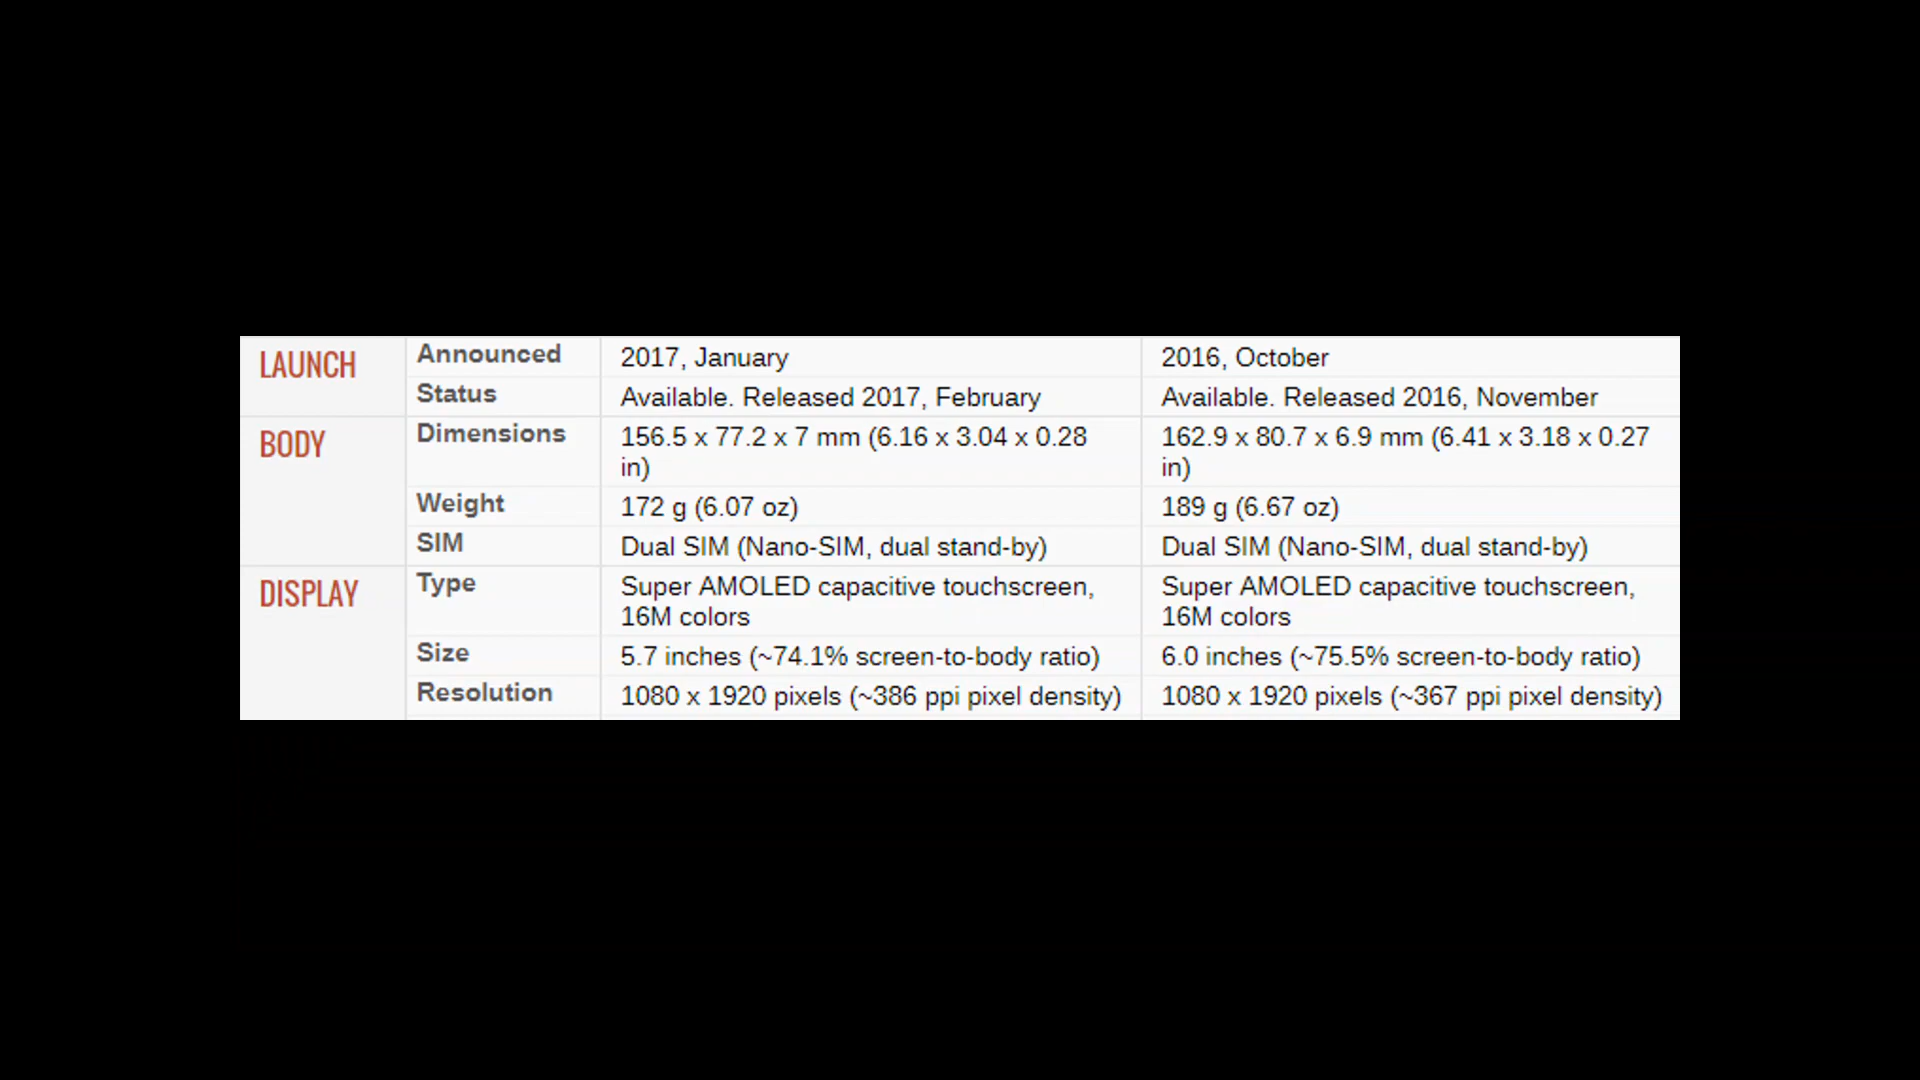 LAUNCH Announced 2017, January 2016, October
Status Available. Released 2017, February Available. Released 2016, November
BODY Dimensions 156.5 x 77.2 x 7 mm (6.16 x 3.04 x 0.28 162.9 x 80.7 x 6.9 mm (6.41 x 3.18 x 0.27
in) in)
Weight 172 g (6.07 oz) 189 g (6.67 oz)
SIM Dual SIM (Nano-SIM, dual stand-by) Dual SIM (Nano-SIM, dual stand-by)
DISPLAY Type Super AMOLED capacitive touchscreen, Super AMOLED capacitive touchscreen,
16M colors 16M colors
Size 5.7 inches (~74.1% screen-to-body ratio) 6.0 inches (~75.5% screen-to-body ratio)
Resolution 1080 x 1920 pixels (~386 ppi pixel density) 1080 x 1920 pixels (~367 ppi pixel density)